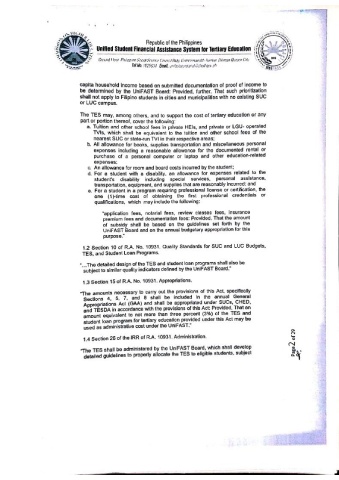 Republic of the Philippines
Unified Student Financial Assistance System for Tertiary Education
capita household income based on submitted documentation of proof of income to
be determined by the UniFAST Board: Provided, further, That such prioritization
shall not apply to Filipino students in cities and municipalities with no existing SUC
or LUC campus.
The TES may, among others, and to support the cost of tertiary education or any
part or portion thereof, cover the following:
a. Tuition and other school fees in private HEIs, and private or LGU- operated
TVIs, which shall be equivalent to the tuition and other school fees of the
nearest SUC or state-run TVI in their respective areas;
b. All allowance for books, supplies transportation and miscellaneous personal
expenses including a reasonable allowance for the documented rental or
purchase of a personal computer or laptop and other education-related
expenses;
c. An allowance for room and board costs incurred by the student;
d. For a student with a disability, an allowance for expenses related to the
student's disability including special services, personal assistance,
transportation, equipment, and supplies that are reasonably incurred; and
e. For a student in a program requiring professional license or certification, the
one (1)-time cost of obtaining the first professional credentials or
qualifications, which may include the following:
"application fees, notarial fees, review classes fees, insurance
premium fees and documentation fees: Provided, That the amount
of subsidy shall be based on the guidelines set forth by the
UniFAST Board and on the annual budgetary appropriation for this
purpose."
1.2 Section 10 of R.A. No. 10931. Quality Standards for SUC and LUC Budgets,
TES, and Student Loan Programs.
"...The detailed design of the TES and student loan programs shall also be
subject to similar quality indicators defined by the UniFAST Board."
1.3 Section 15 of R.A. No. 10931. Appropriations.
"The amounts necessary to carry out the provisions of this Act, specifically
Sections 4, 5, 7, and 8 shall be included in the annual General
Appropriations Act (GAA) and shall be appropriated under SUCs, CHED,
and TESDA in accordance with the provisions of this Act: Provided, That an
amount equivalent to not more than three percent (3%) of the TES and
student loan program for tertiary education provided under this Act may be
used as administrative cost under the UniFAST."
1.4 Section 26 of the IRR of R.A. 10931. Administration.
"The TES shall be administered by the UniFAST Board, which shall develop
detailed guidelines to properly allocate the TES to eligible students, subject
Page 2 of 29